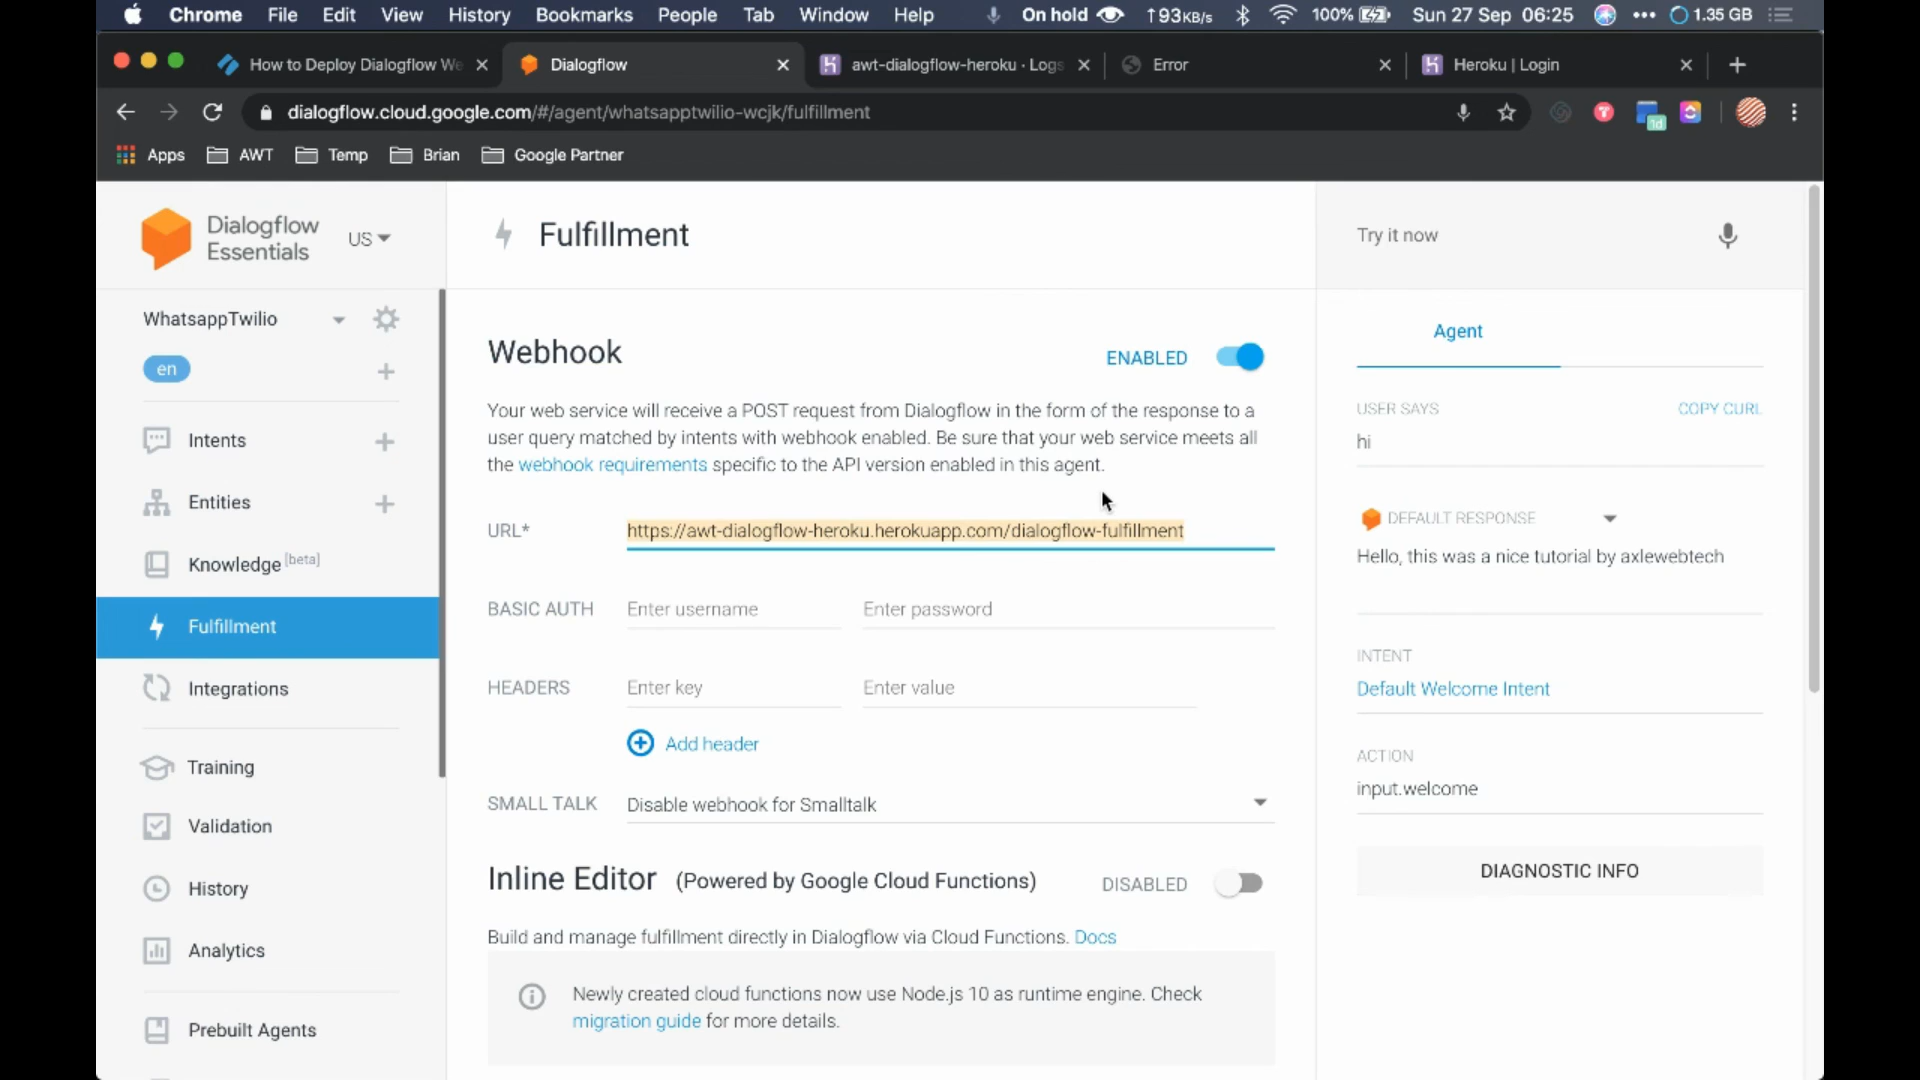 Chrome File Edit View History Bookmarks People Tab Window Help On hold ↑93KB/s 100% Sun 27 Sep 06:25 1.35 GB
How to Deploy Dialogflow We Dialogflow awt-dialogflow-heroku · Logs Error Heroku | Login
dialogflow.cloud.google.com/#/agent/whatsapptwilio-wcjk/fulfillment
1d
Apps AWT Temp Brian Google Partner
Dialogflow
Essentials
US
WhatsappTwilio
en
Intents
Entities
Knowledge [beta]
Fulfillment
Integrations
Training
Validation
History
Analytics
Prebuilt Agents
Fulfillment
Webhook
ENABLED
Your web service will receive a POST request from Dialogflow in the form of the response to a
user query matched by intents with webhook enabled. Be sure that your web service meets all
the webhook requirements specific to the API version enabled in this agent.
URL* https://awt-dialogflow-heroku.herokuapp.com/dialogflow-fulfillment
BASIC AUTH Enter username Enter password
HEADERS Enter key Enter value
Add header
SMALL TALK Disable webhook for Smalltalk
Inline Editor (Powered by Google Cloud Functions) DISABLED
Build and manage fulfillment directly in Dialogflow via Cloud Functions. Docs
Newly created cloud functions now use Node.js 10 as runtime engine. Check
migration guide for more details.
Try it now
Agent
USER SAYS COPY CURL
hi
DEFAULT RESPONSE
Hello, this was a nice tutorial by axlewebtech
INTENT
Default Welcome Intent
ACTION
input.welcome
DIAGNOSTIC INFO